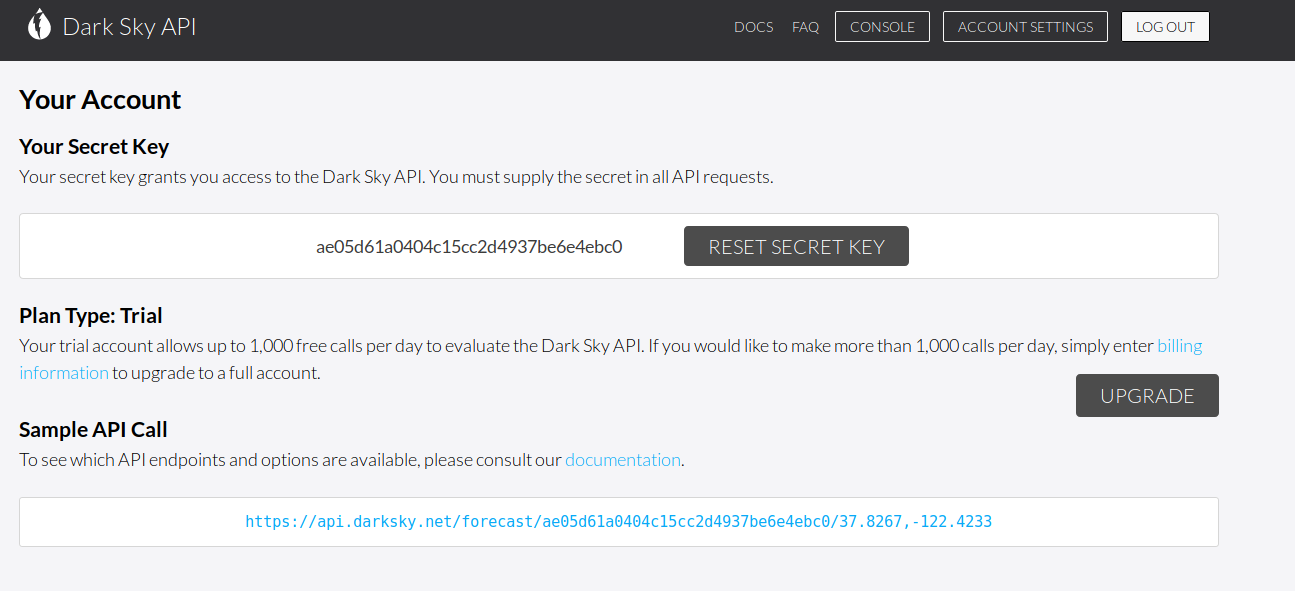 Dark Sky API
DOCS FAQ CONSOLE ACCOUNT SETTINGS LOG OUT
Your Account
Your Secret Key
Your secret key grants you access to the Dark Sky API. You must supply the secret in all API requests.
ae05d61a0404c15cc2d4937be6e4ebc0 RESET SECRET KEY
Plan Type: Trial
Your trial account allows up to 1,000 free calls per day to evaluate the Dark Sky API. If you would like to make more than 1,000 calls per day, simply enter billing
information to upgrade to a full account.
UPGRADE
Sample API Call
To see which API endpoints and options are available, please consult our documentation.
https://api.darksky.net/forecast/ae05d61a0404c15cc2d4937be6e4ebc0/37.8267,-122.4233